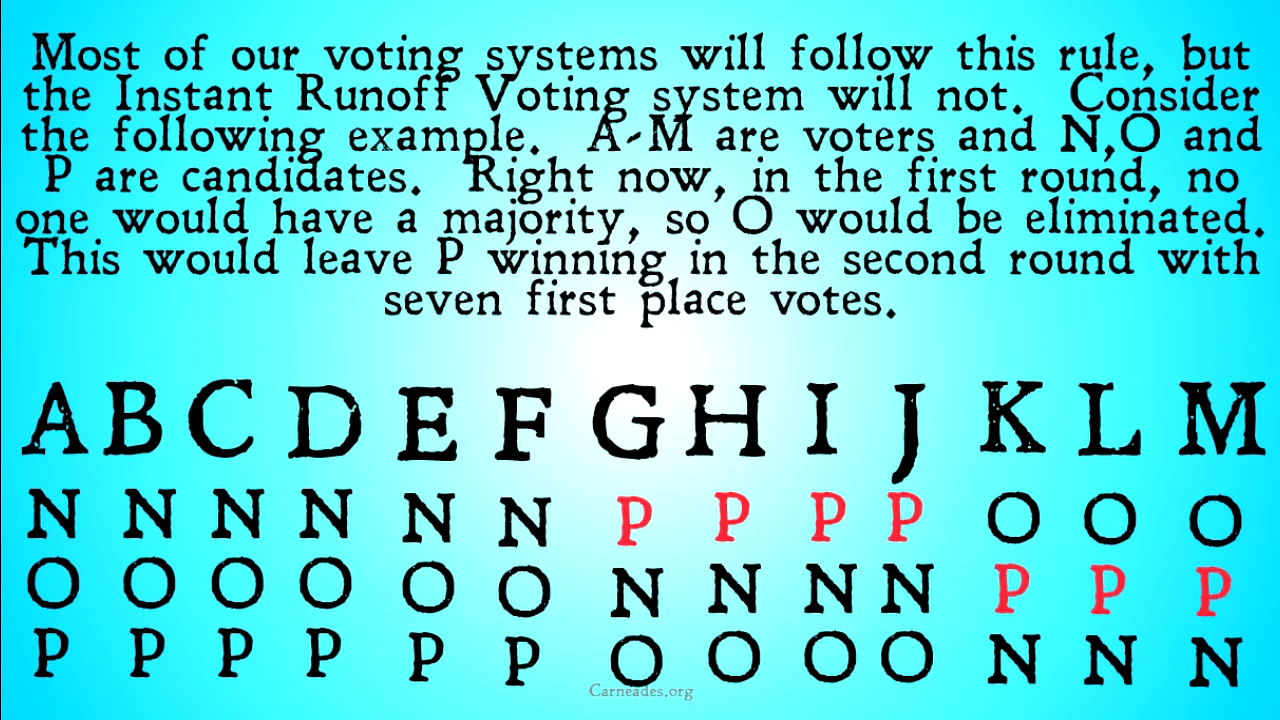 Most of our voting systems will follow this rule, but
the Instant Runoff Voting system will not. Consider
the following example. A-M are voters and N,O and
P are candidates. Right now, in the first round, no
one would have a majority, so O would be eliminated.
This would leave P winning in the second round with
seven first place votes.
A B C D E F G H I J K L M
N N N N N N P P P P O O O
O O O O O O N N N N P P P
P P P P P P O O O O N N N
Carneades.org